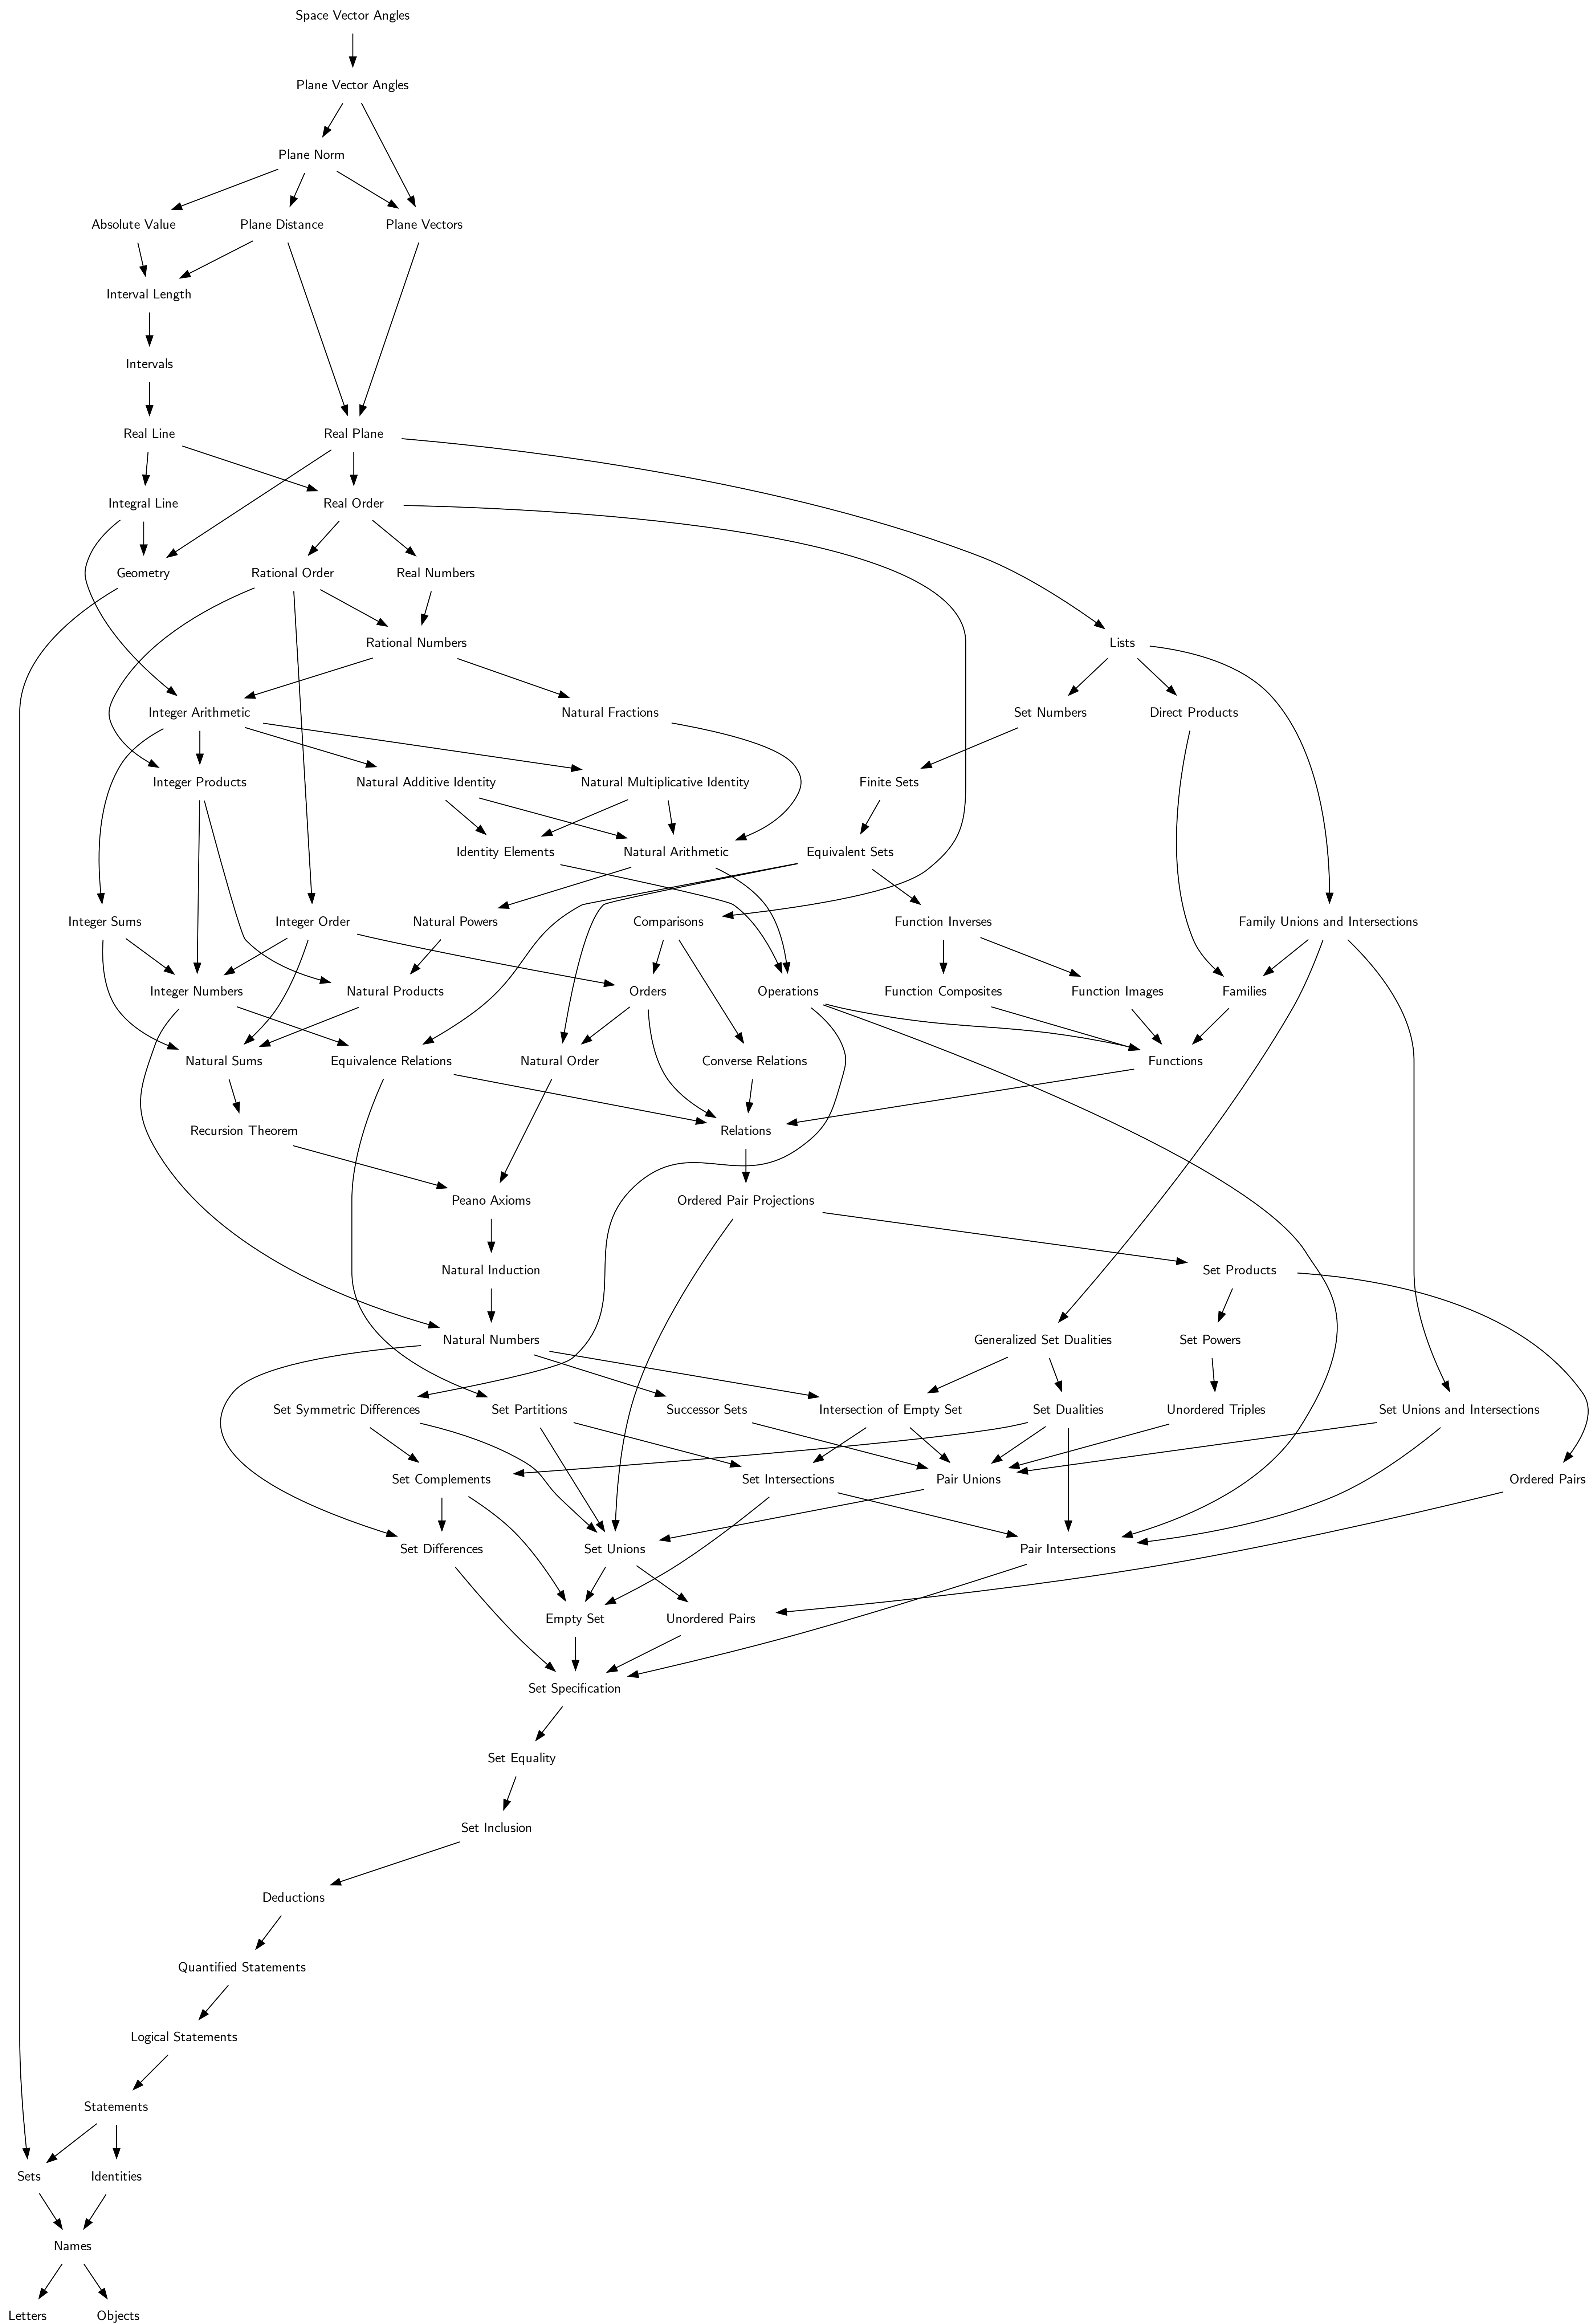 Space Vector Angles
Plane Vector Angles
Plane Norm
Absolute Value
Plane Distance
Plane Vectors
Interval Length
Intervals
Real Line
Real Plane
Integral Line
Real Order
Geometry
Rational Order
Real Numbers
Rational Numbers
Lists
Integer Arithmetic
Natural Fractions
Set Numbers
Direct Products
Integer Products
Natural Additive Identity
Natural Multiplicative Identity
Finite Sets
Identity Elements
Natural Arithmetic
Equivalent Sets
Integer Sums
Integer Order
Natural Powers
Comparisons
Function Inverses
Family Unions and Intersections
Integer Numbers
Natural Products
Orders
Operations
Function Composites
Function Images
Families
Natural Sums
Equivalence Relations
Natural Order
Converse Relations
Functions
Recursion Theorem
Relations
Peano Axioms
Ordered Pair Projections
Natural Induction
Set Products
Natural Numbers
Generalized Set Dualities
Set Powers
Set Symmetric Differences
Set Partitions
Successor Sets
Intersection of Empty Set
Set Dualities
Unordered Triples
Set Unions and Intersections
Set Complements
Set Intersections
Pair Unions
Ordered Pairs
Set Differences
Set Unions
Pair Intersections
Empty Set
Unordered Pairs
Set Specification
Set Equality
Set Inclusion
Deductions
Quantified Statements
Logical Statements
Statements
Sets
Identities
Names
Letters
Objects